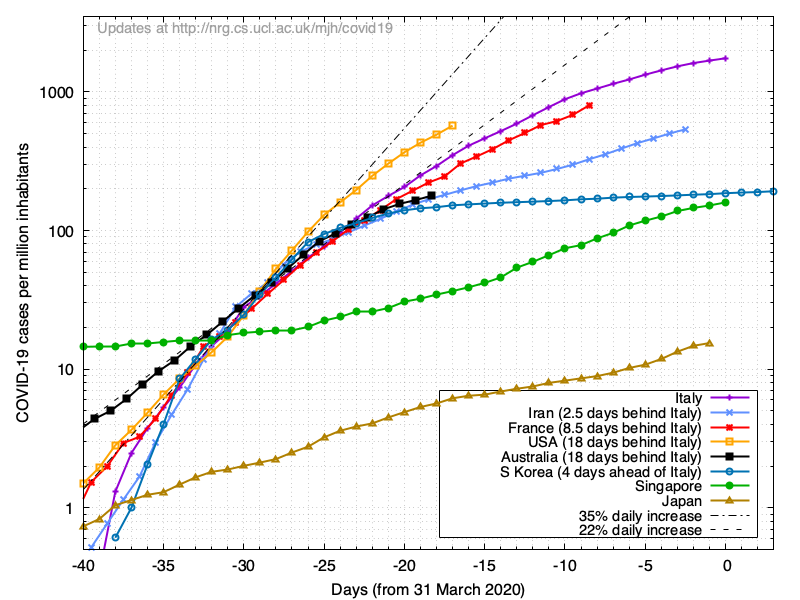 Updates at http://nrg.cs.ucl.ac.uk/mjh/covid19
COVID-19 cases per million inhabitants
1000
100
10
1
Italy
Iran (2.5 days behind Italy)
France (8.5 days behind Italy)
USA (18 days behind Italy)
Australia (18 days behind Italy)
S Korea (4 days ahead of Italy)
Singapore
Japan
35% daily increase
22% daily increase
-40 -35 -30 -25 -20 -15 -10 -5 0
Days (from 31 March 2020)